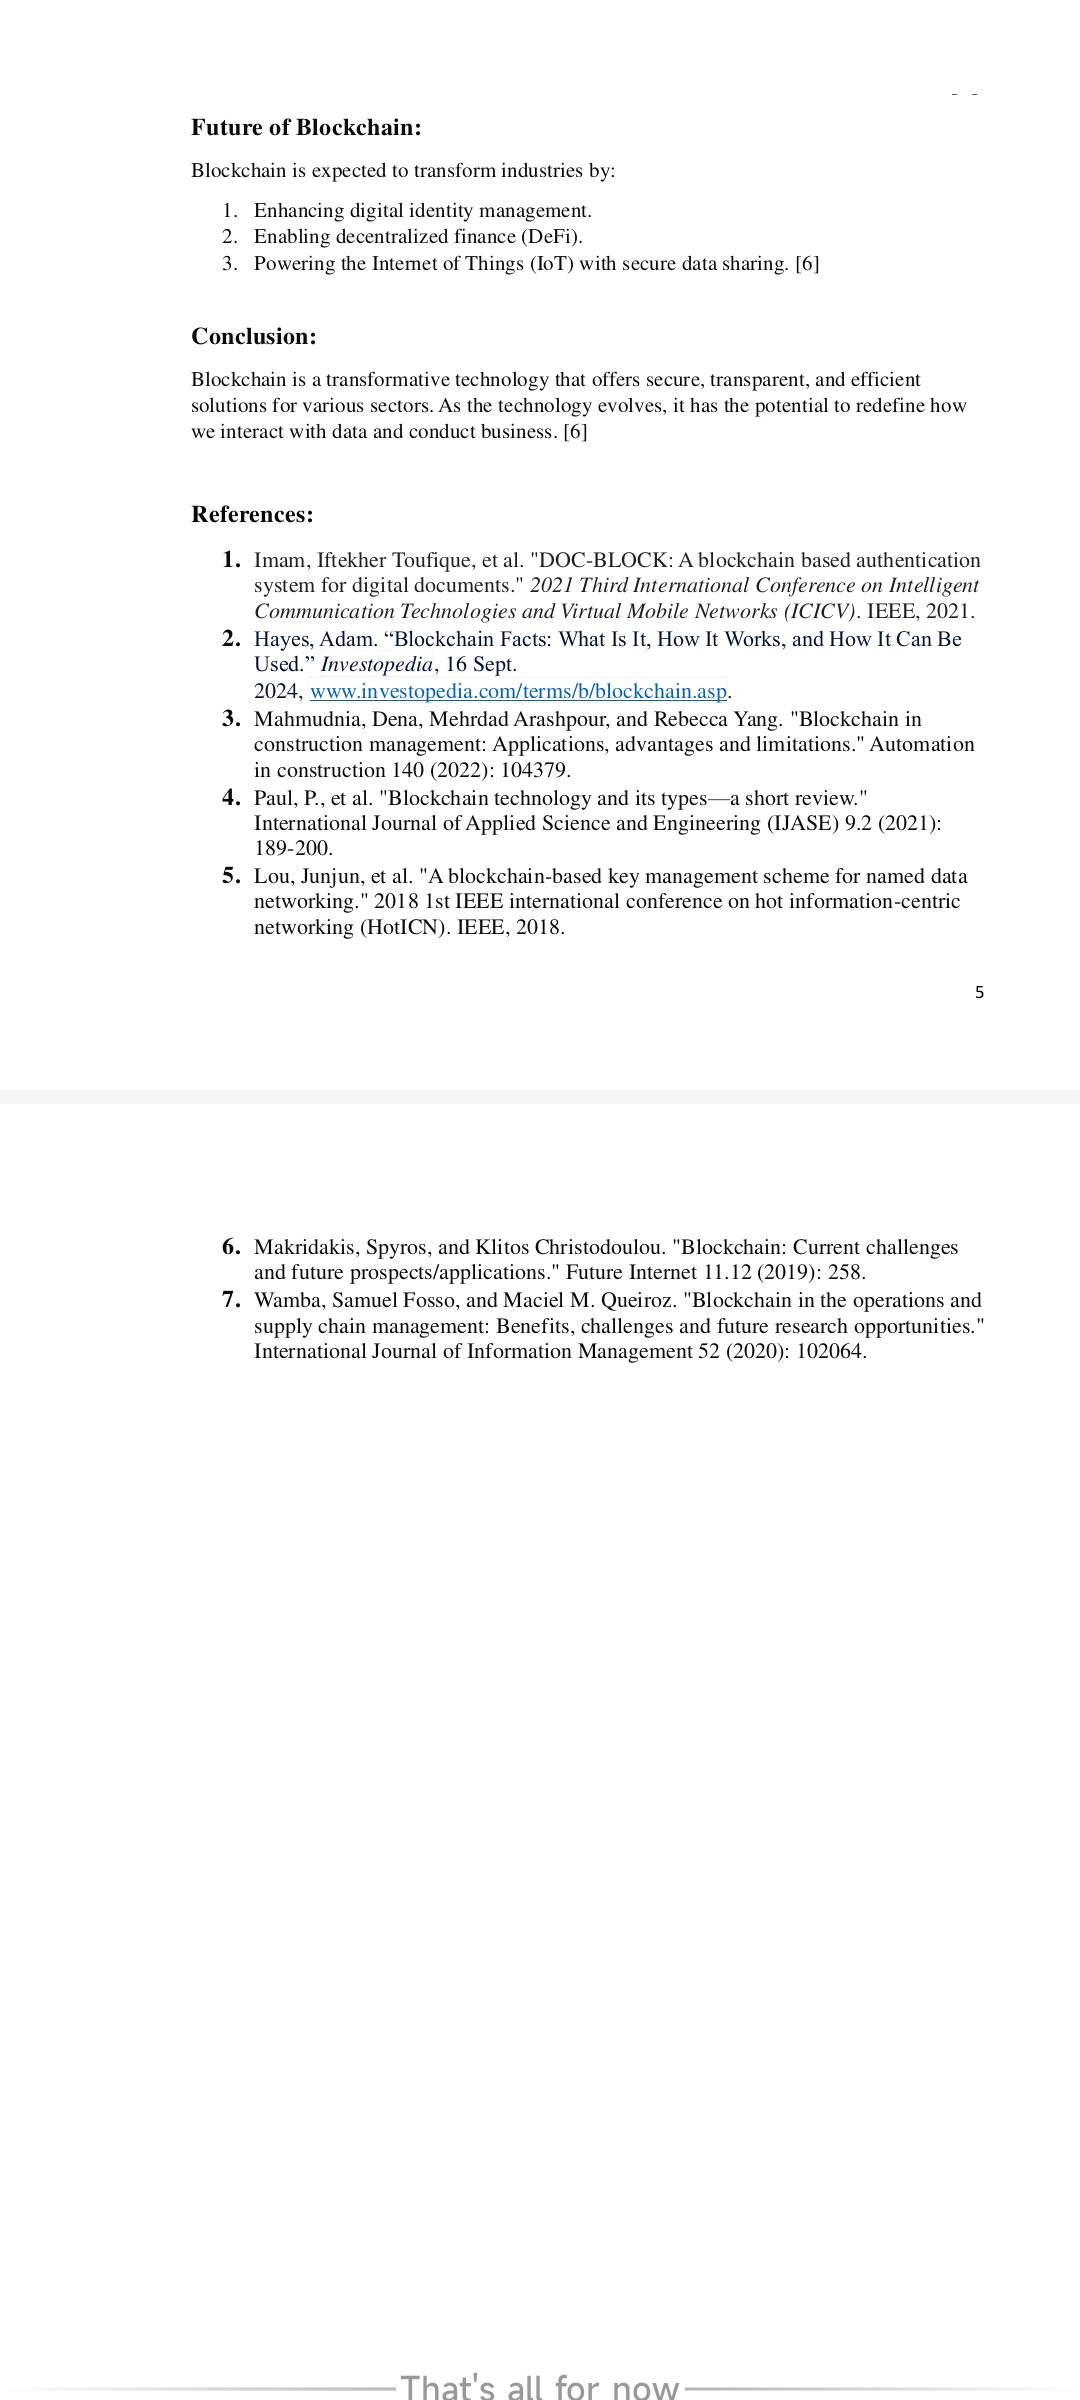 Future of Blockchain:
Blockchain is expected to transform industries by:
1. Enhancing digital identity management.
2. Enabling decentralized finance (DeFi).
3. Powering the Internet of Things (IoT) with secure data sharing. [6]
Conclusion:
Blockchain is a transformative technology that offers secure, transparent, and efficient
solutions for various sectors. As the technology evolves, it has the potential to redefine how
we interact with data and conduct business. [6]
References:
1. Imam, Iftekher Toufique, et al. "DOC-BLOCK: A blockchain based authentication
system for digital documents." 2021 Third International Conference on Intelligent
Communication Technologies and Virtual Mobile Networks (ICICV). IEEE, 2021.
2. Hayes, Adam. “Blockchain Facts: What Is It, How It Works, and How It Can Be
Used.” Investopedia, 16 Sept.
2024, www.investopedia.com/terms/b/blockchain.asp.
3. Mahmudnia, Dena, Mehrdad Arashpour, and Rebecca Yang. "Blockchain in
construction management: Applications, advantages and limitations." Automation
in construction 140 (2022): 104379.
4. Paul, P., et al. "Blockchain technology and its types—a short review."
International Journal of Applied Science and Engineering (IJASE) 9.2 (2021):
189-200.
5. Lou, Junjun, et al. "A blockchain-based key management scheme for named data
networking." 2018 1st IEEE international conference on hot information-centric
networking (HotICN). IEEE, 2018.
5
6. Makridakis, Spyros, and Klitos Christodoulou. "Blockchain: Current challenges
and future prospects/applications." Future Internet 11.12 (2019): 258.
7. Wamba, Samuel Fosso, and Maciel M. Queiroz. "Blockchain in the operations and
supply chain management: Benefits, challenges and future research opportunities."
International Journal of Information Management 52 (2020): 102064.
That's all for now